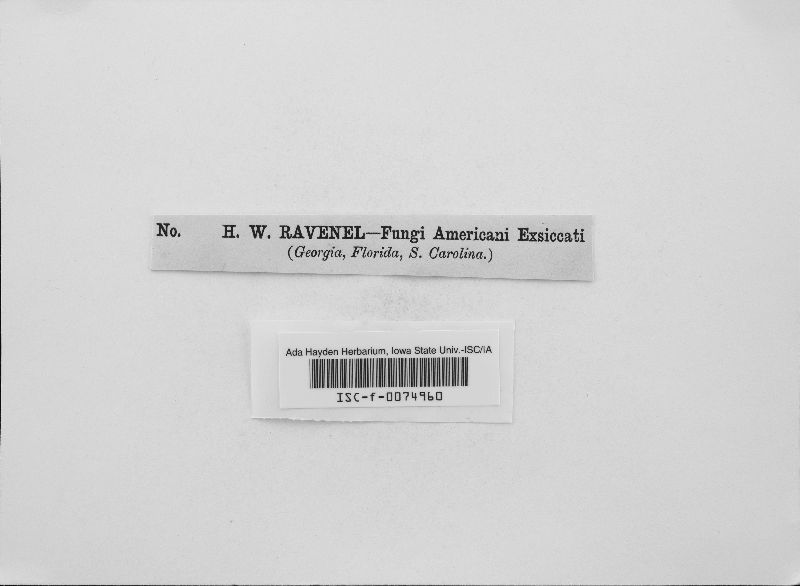 No. H. W. RAVENEL—Fungi Americani Exsiccati
(Georgia, Florida, S. Carolina.)
Ada Hayden Herbarium, Iowa State Univ.-ISC/IA
ISC-f-0074960